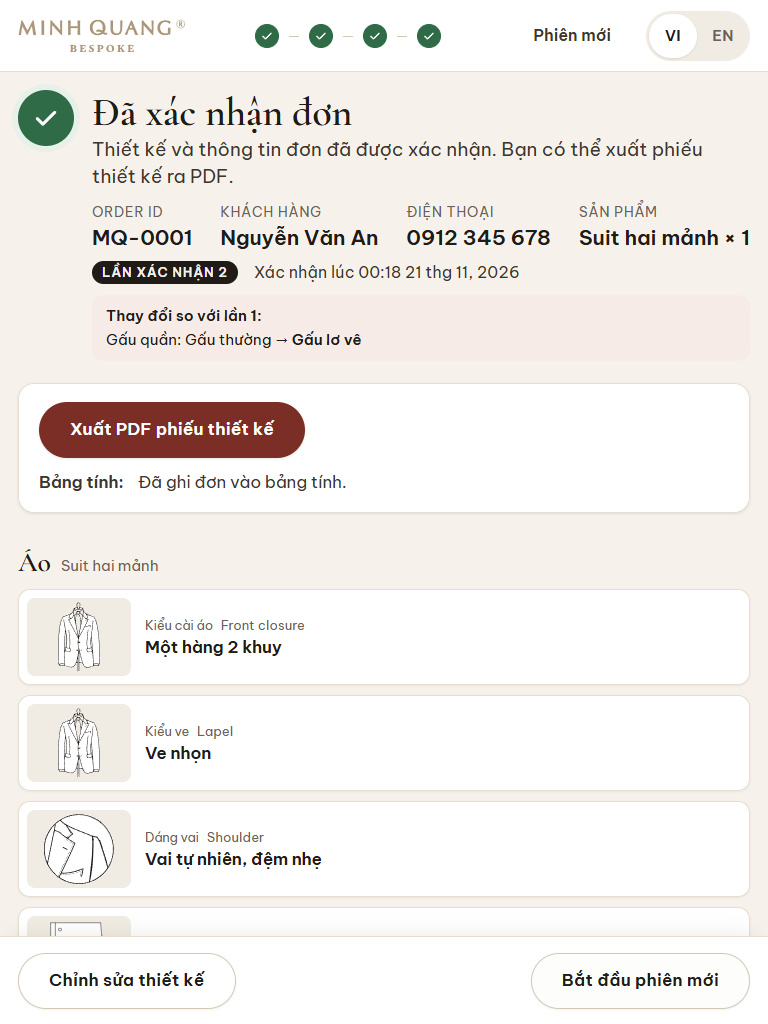 MINH QUANG®
BESPOKE
Phiên mới
VI EN
Đã xác nhận đơn
Thiết kế và thông tin đơn đã được xác nhận. Bạn có thể xuất phiếu
thiết kế ra PDF.
ORDER ID KHÁCH HÀNG ĐIỆN THOẠI SẢN PHẨM
MQ-0001 Nguyễn Văn An 0912 345 678 Suit hai mảnh × 1
LẦN XÁC NHẬN 2 Xác nhận lúc 00:18 21 thg 11, 2026
Thay đổi so với lần 1:
Gấu quần: Gấu thường → Gấu lơ vê
Xuất PDF phiếu thiết kế
Bảng tính: Đã ghi đơn vào bảng tính.
Áo Suit hai mảnh
Kiểu cài áo Front closure
Một hàng 2 khuy
Kiểu ve Lapel
Ve nhọn
Dáng vai Shoulder
Vai tự nhiên, đệm nhẹ
Chỉnh sửa thiết kế
Bắt đầu phiên mới